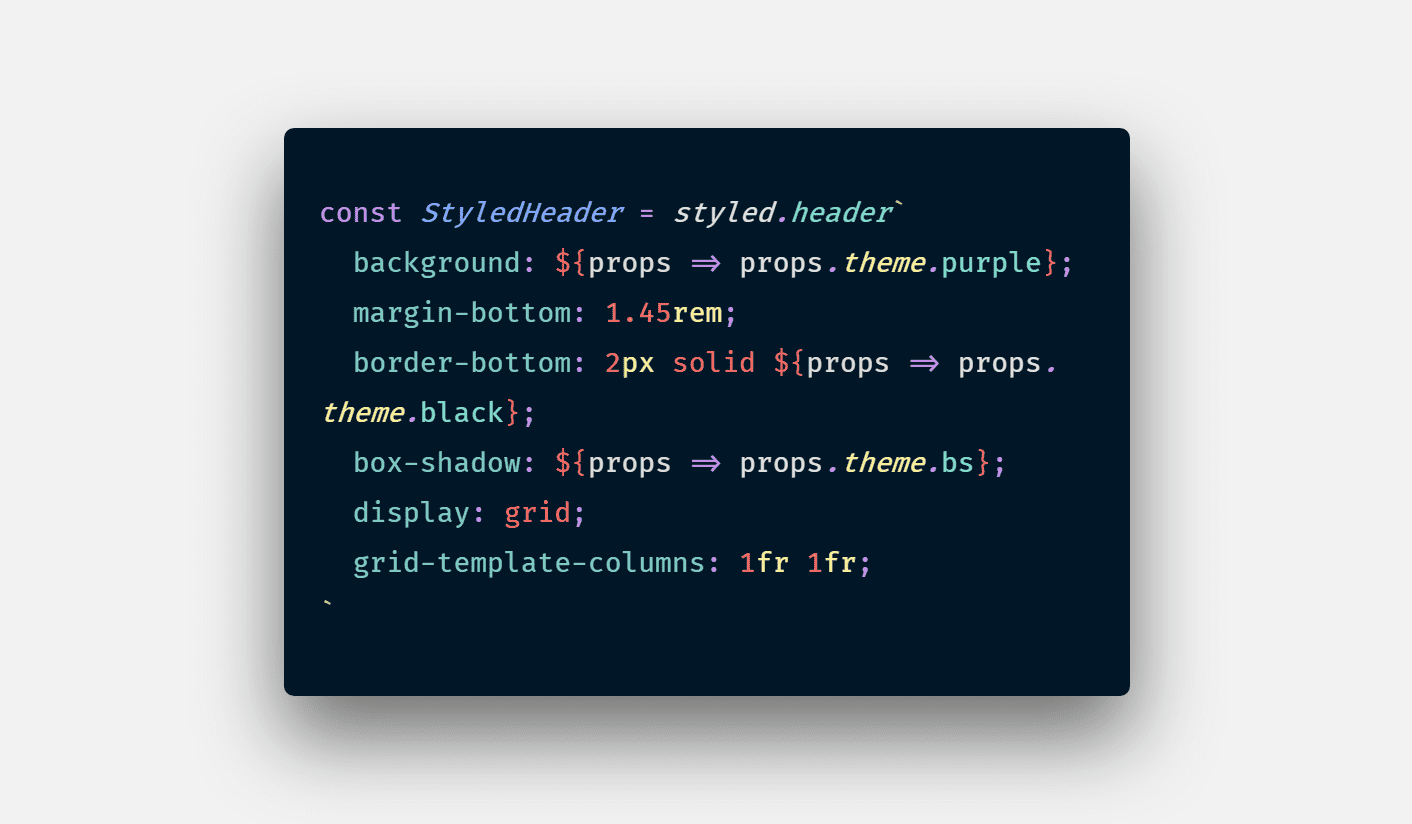 const StyledHeader = styled.header`
  background: ${props => props.theme.purple};
  margin-bottom: 1.45rem;
  border-bottom: 2px solid ${props => props.
theme.black};
  box-shadow: ${props => props.theme.bs};
  display: grid;
  grid-template-columns: 1fr 1fr;
`